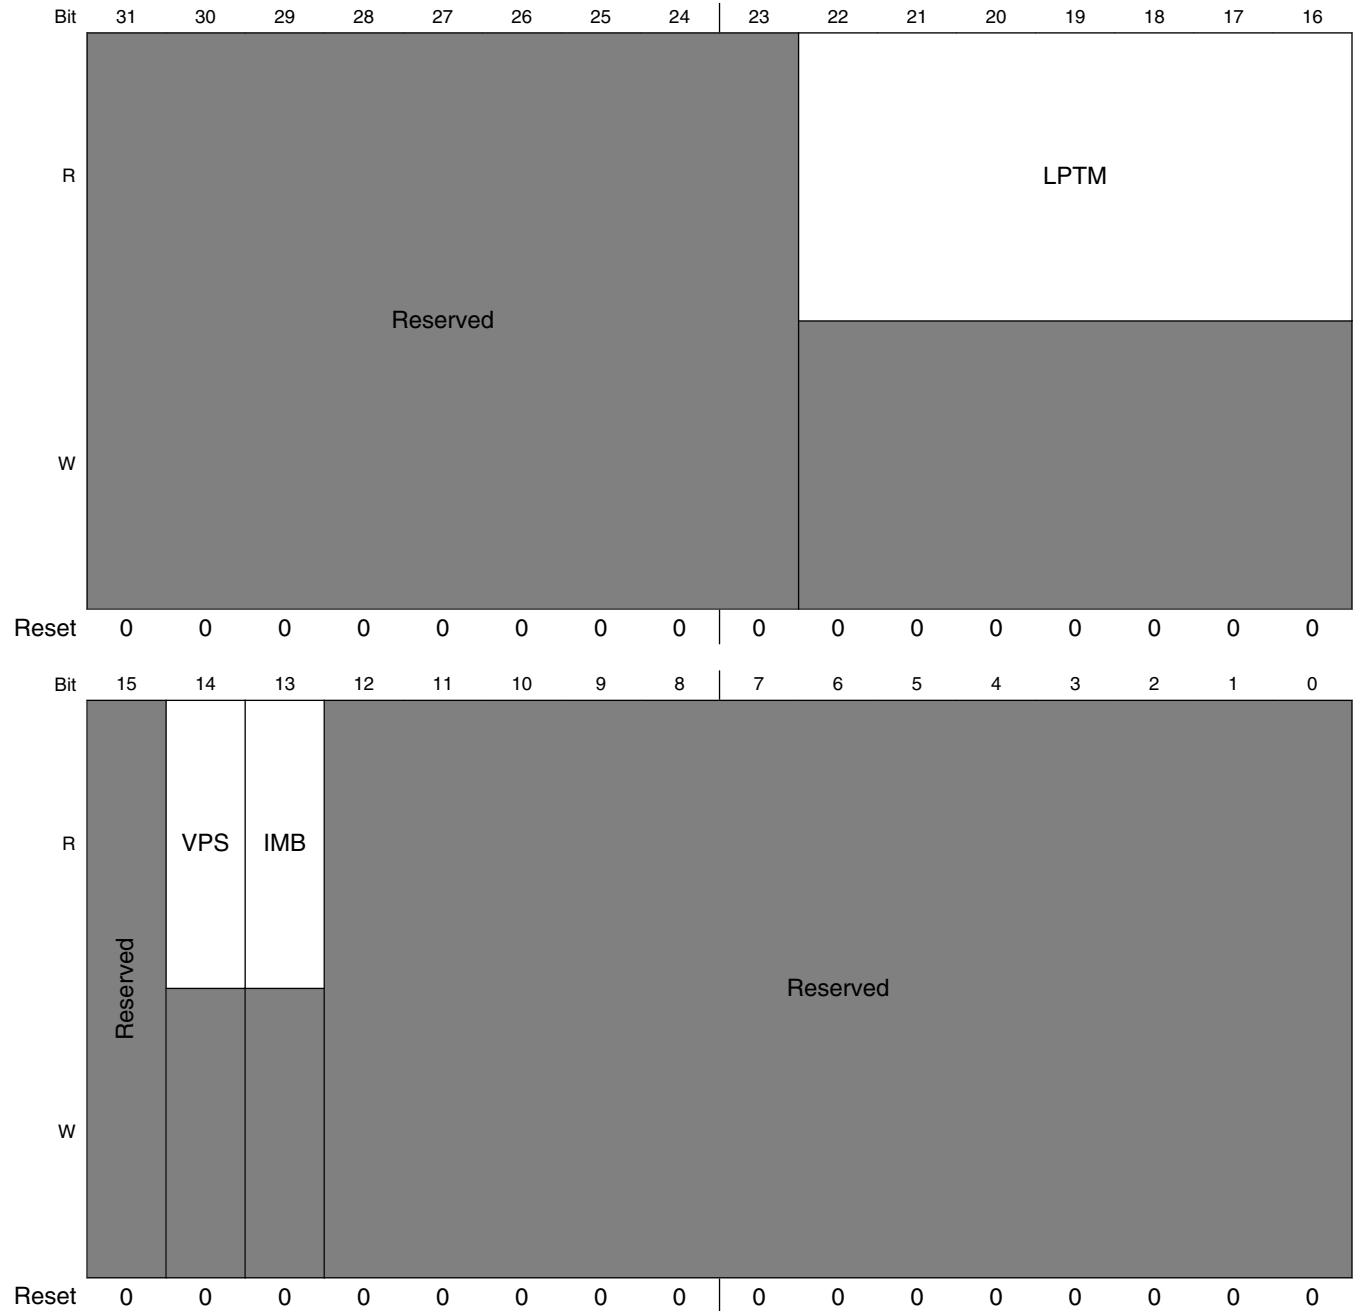 Bit 31 30 29 28 27 26 25 24 23 22 21 20 19 18 17 16
R LPTM
Reserved
W
Reset 0 0 0 0 0 0 0 0 0 0 0 0 0 0 0 0
Bit 15 14 13 12 11 10 9 8 7 6 5 4 3 2 1 0
R VPS IMB
Reserved Reserved
W
Reset 0 0 0 0 0 0 0 0 0 0 0 0 0 0 0 0